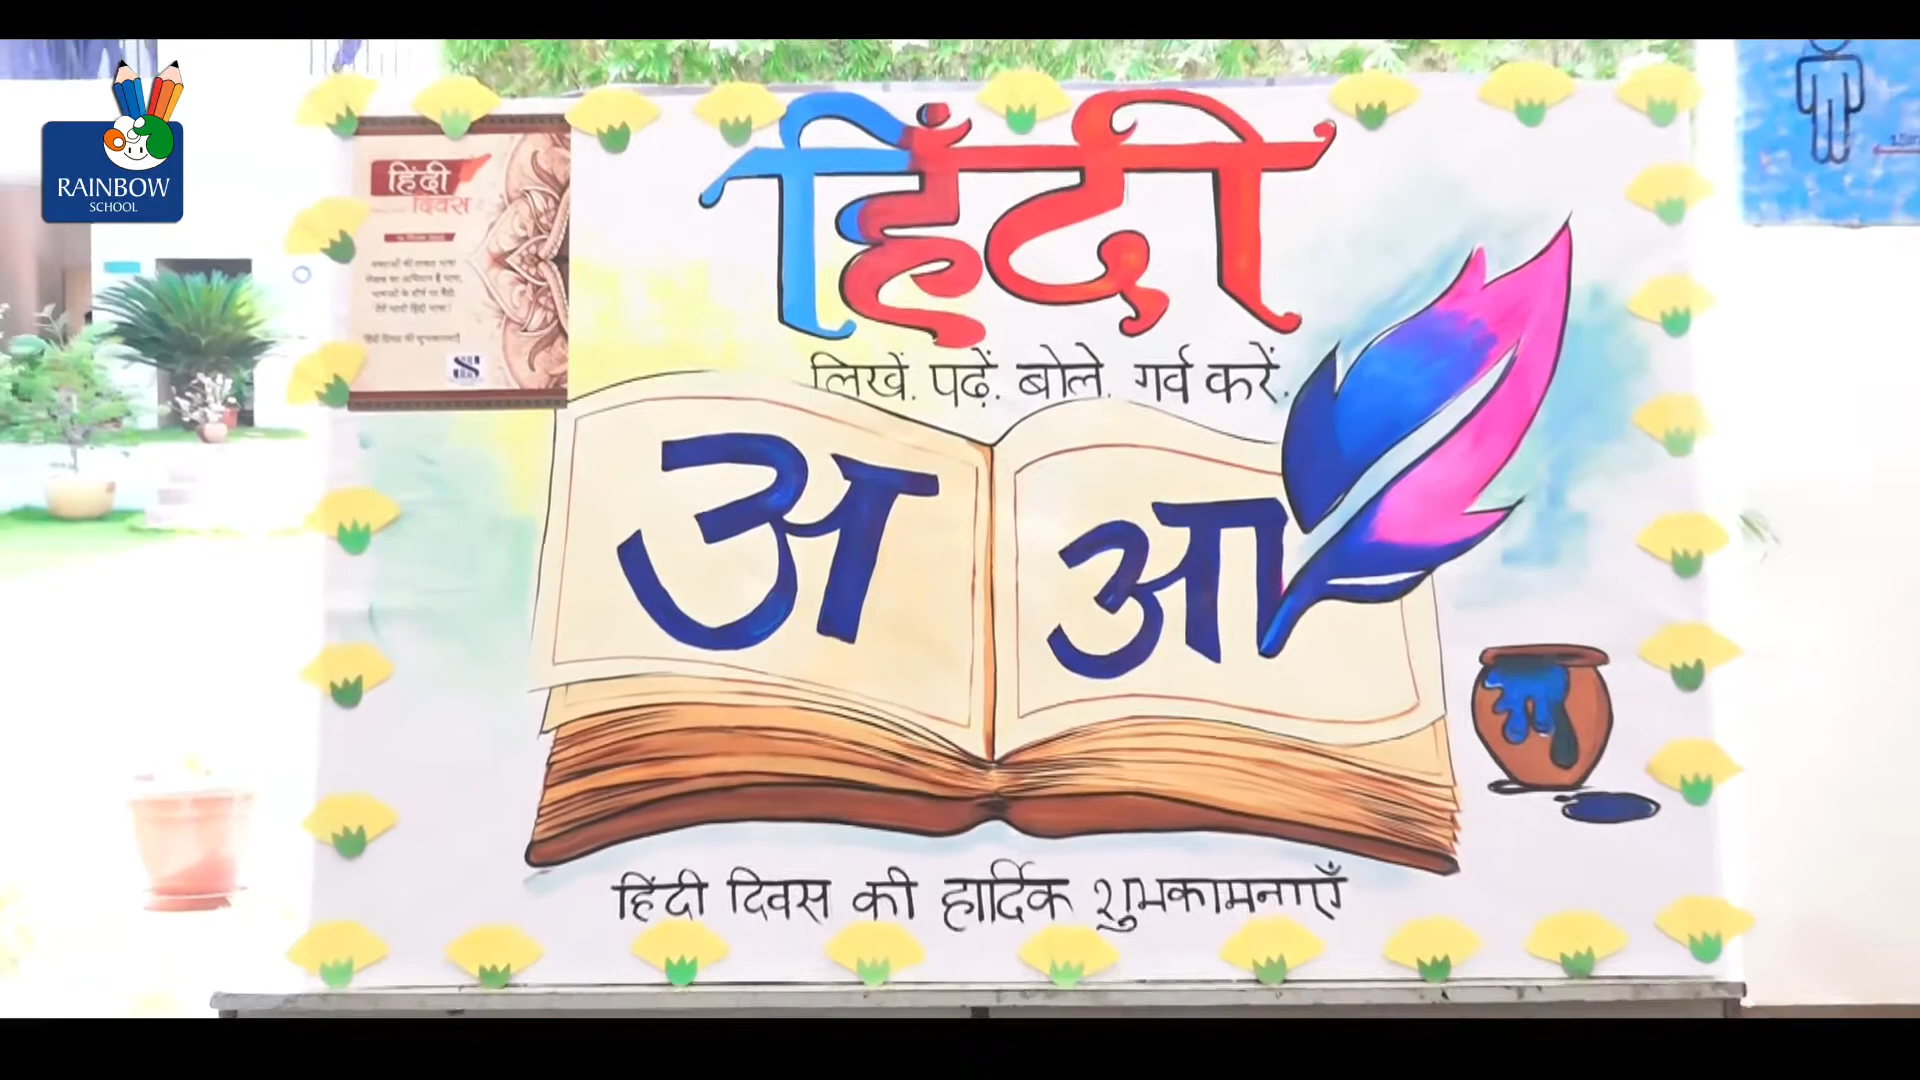 RAINBOW
SCHOOL
हिंदी
दिवस
हिंदी
लिखें. पढ़ें. बोले. गर्व करें.
अ आ
हिंदी दिवस की हार्दिक शुभकामनाएँ